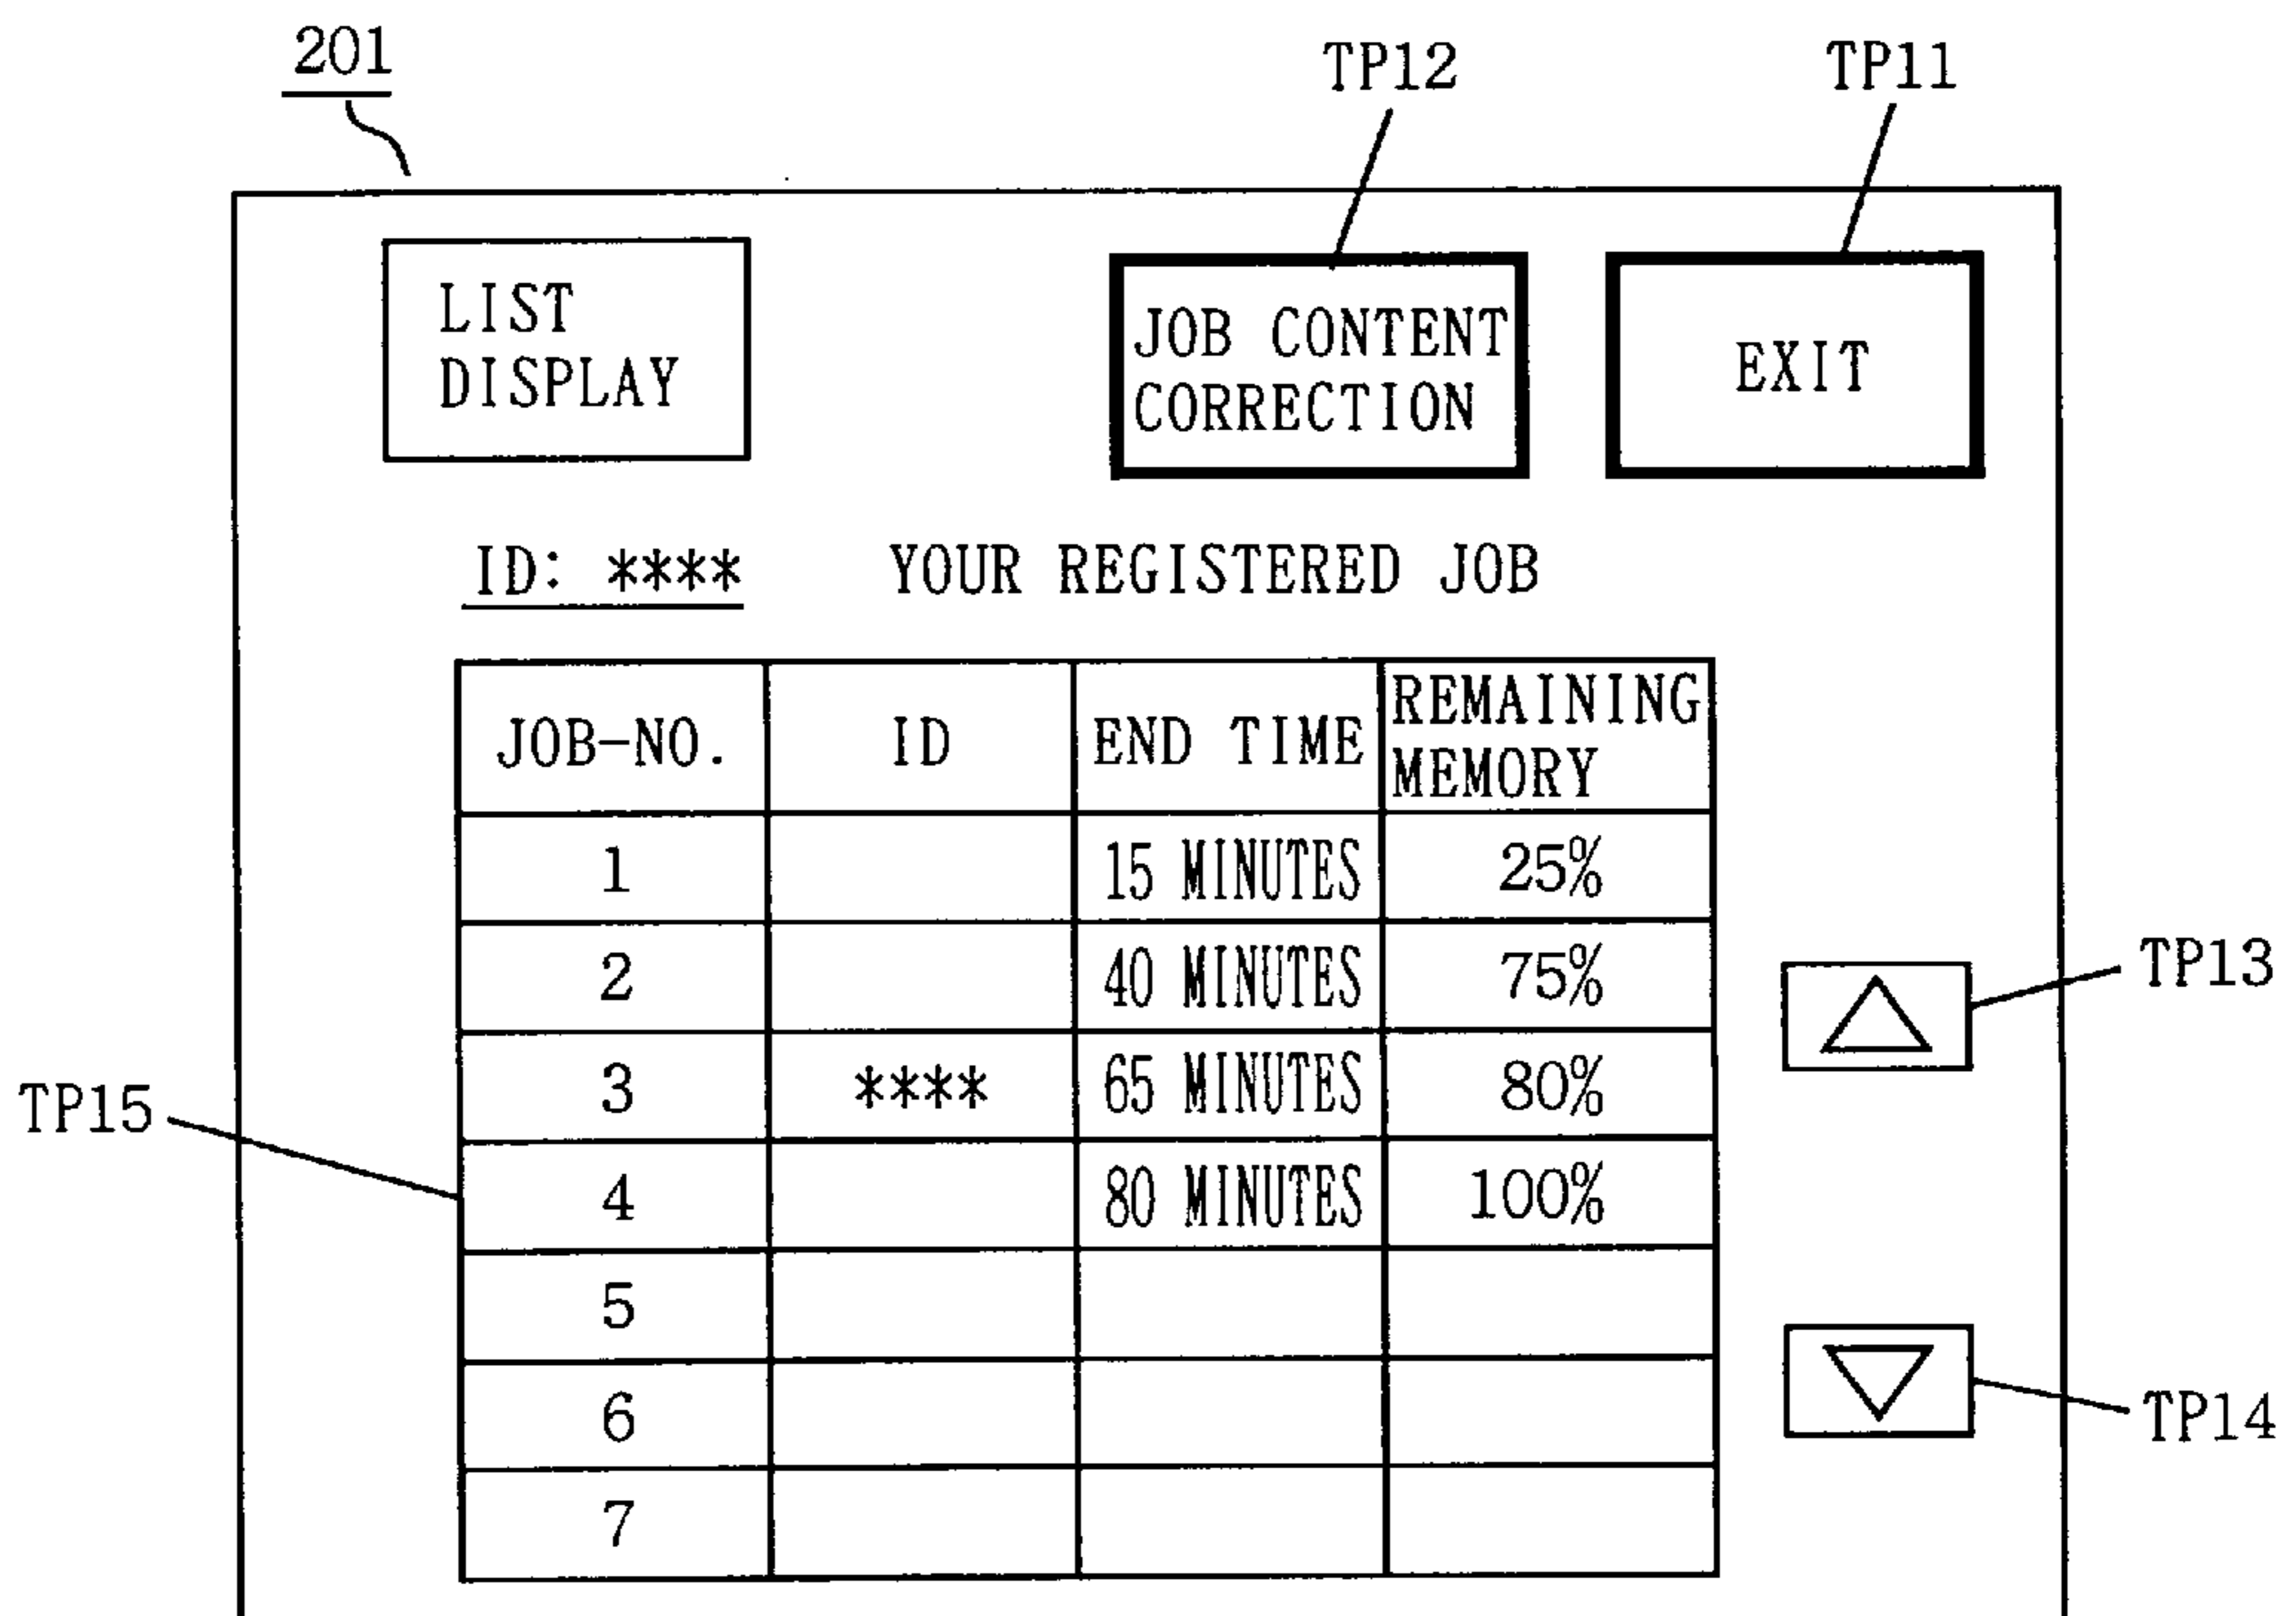 201
TP12
TP11
LIST
DISPLAY
JOB CONTENT
CORRECTION
EXIT
ID: **** YOUR REGISTERED JOB
JOB-NO. ID END TIME REMAINING
MEMORY
1 15 MINUTES 25%
2 40 MINUTES 75%
TP13
3 **** 65 MINUTES 80%
TP15
4 80 MINUTES 100%
5
6
TP14
7